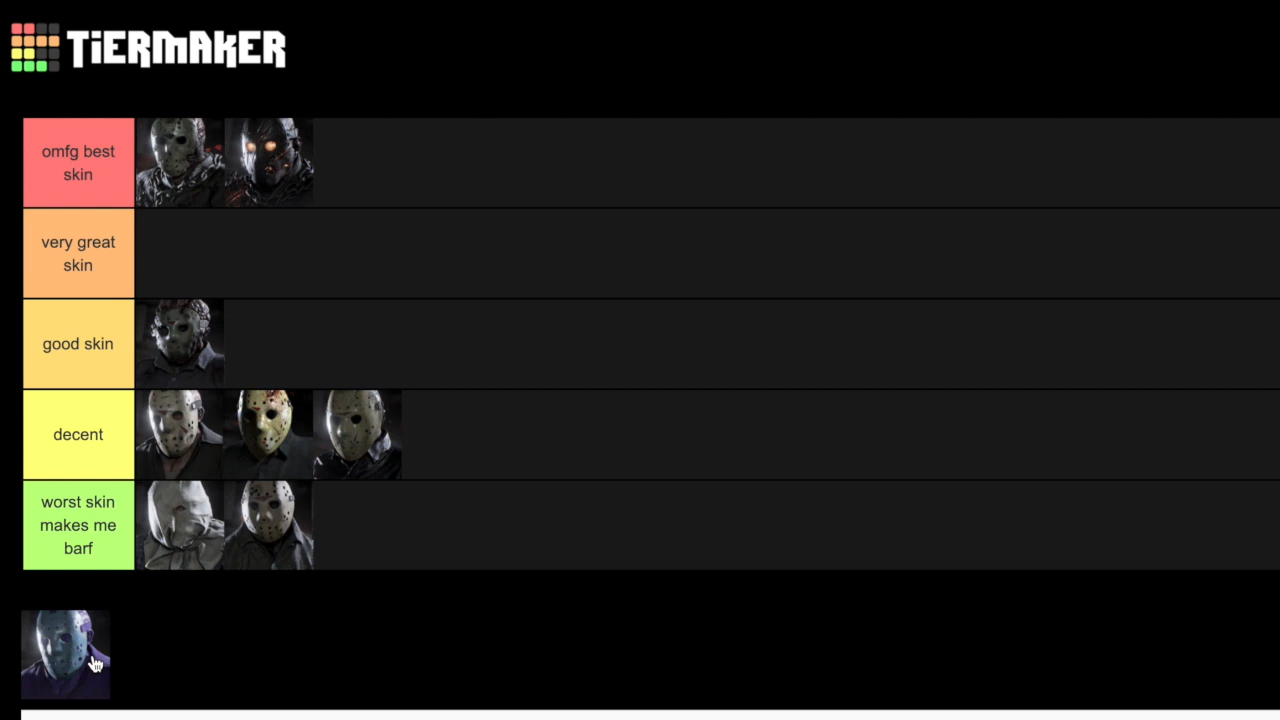 TiERMAKER
omfg best
skin
very great
skin
good skin
decent
worst skin
makes me
barf